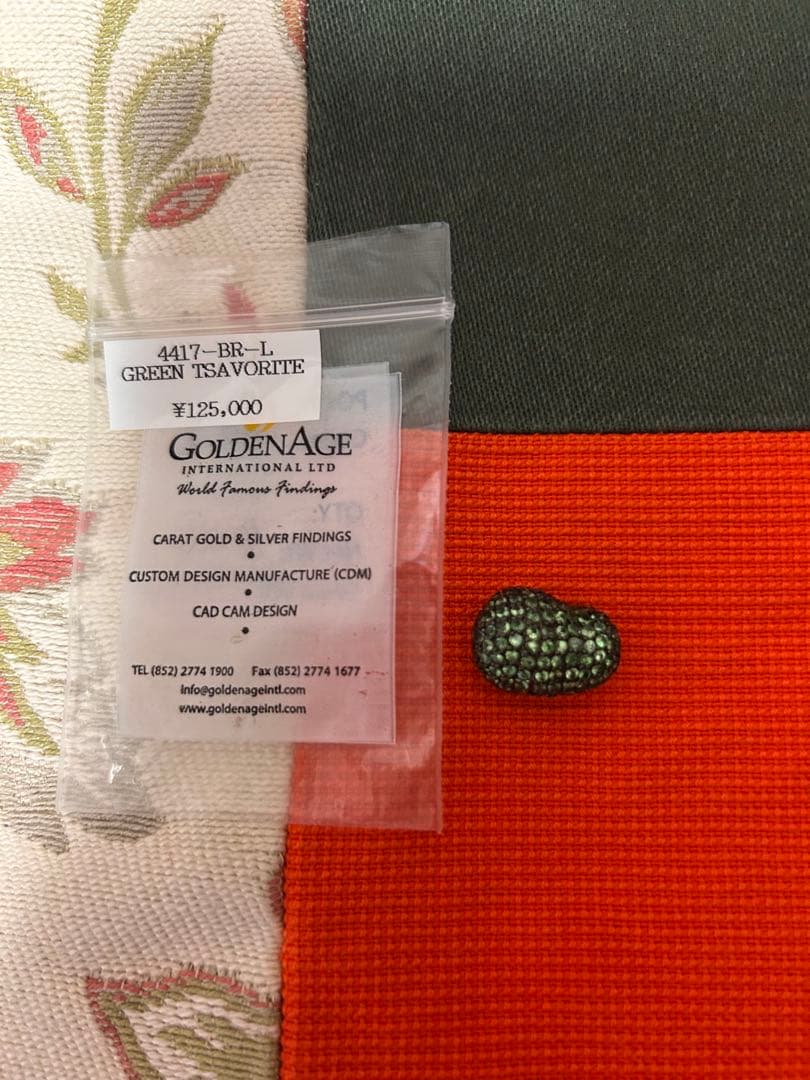 4417-BR-L
GREEN TSAVORITE
¥125,000
GOLDENAGE
INTERNATIONAL LTD
World Famous Findings
CARAT GOLD & SILVER FINDINGS
•
CUSTOM DESIGN MANUFACTURE (CDM)
•
CAD CAM DESIGN
•
TEL (852) 2774 1900 Fax (852) 2774 1677
info@goldenageintl.com
www.goldenageintl.com